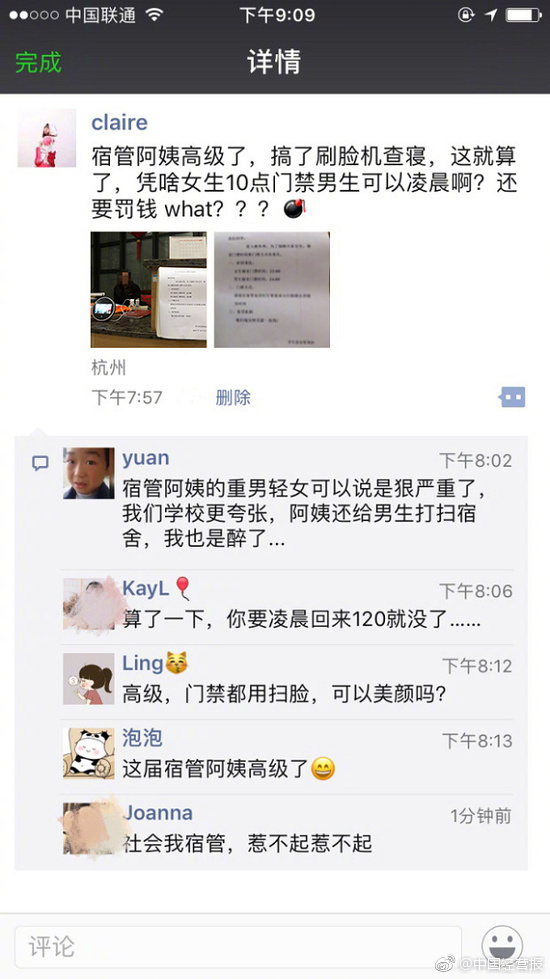 中国联通
下午9:09
完成
详情
claire
宿管阿姨高级了，搞了刷脸机查寝，这就算
了，凭啥女生10点门禁男生可以凌晨啊？还
要罚钱 what？？？
杭州
下午7:57
删除
yuan
下午8:02
宿管阿姨的重男轻女可以说是狠严重了，
我们学校更夸张，阿姨还给男生打扫宿
舍，我也是醉了...
KayL
下午8:06
算了一下，你要凌晨回来120就没了......
Ling
下午8:12
高级，门禁都用扫脸，可以美颜吗？
泡泡
下午8:13
这届宿管阿姨高级了
Joanna
1分钟前
社会我宿管，惹不起惹不起
评论
@中国经营报